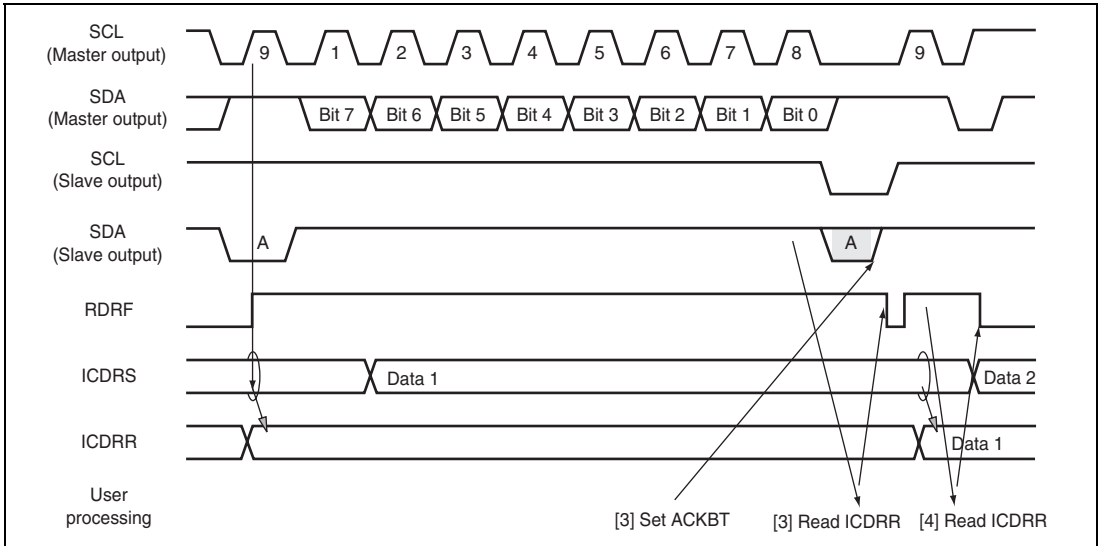 SCL
(Master output)
9 1 2 3 4 5 6 7 8 9
SDA
(Master output)
Bit 7 Bit 6 Bit 5 Bit 4 Bit 3 Bit 2 Bit 1 Bit 0
SCL
(Slave output)
SDA
(Slave output)
A A
RDRF
ICDRS
Data 1 Data 2
ICDRR
Data 1
User
processing
[3] Set ACKBT [3] Read ICDRR [4] Read ICDRR